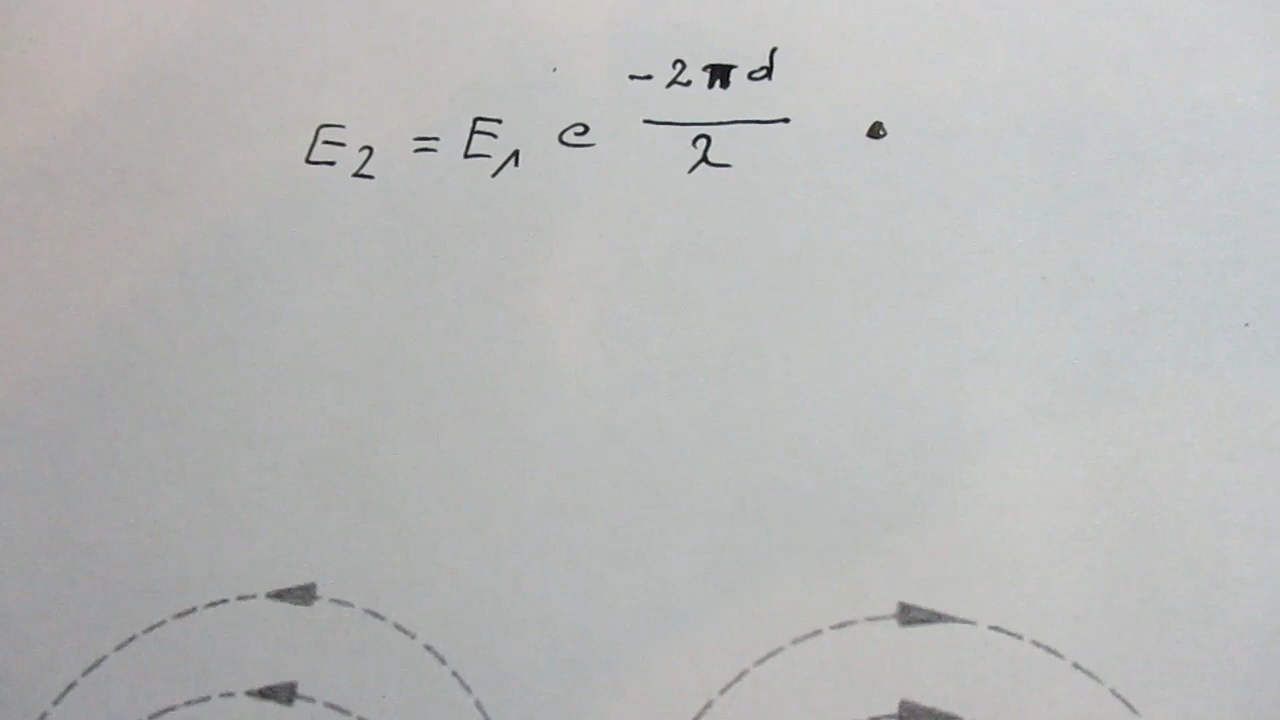 E₂ = E₁ e^(-2πd/λ) .